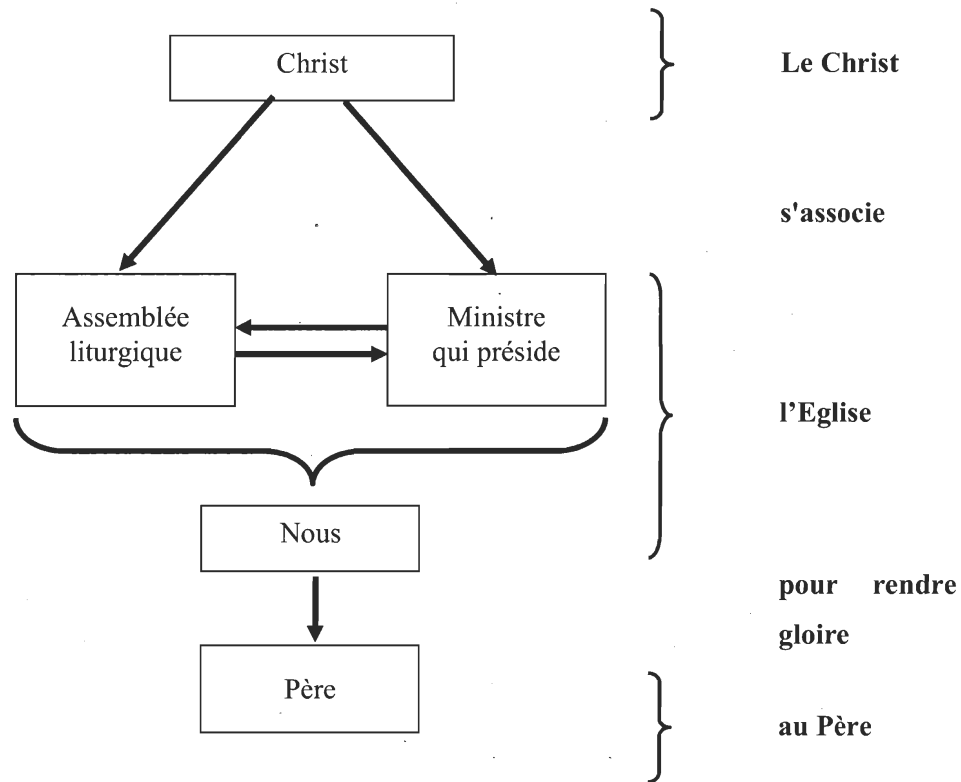 Christ
Le Christ
s'associe
Assemblée
liturgique
Ministre
qui préside
l’Eglise
Nous
pour rendre
gloire
Père
au Père